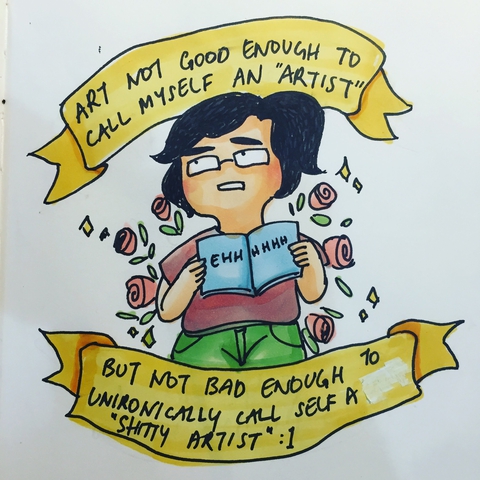 ART NOT GOOD ENOUGH TO
CALL MYSELF AN "ARTIST"
EHH HHHH
BUT NOT BAD ENOUGH TO
UNIRONICALLY CALL SELF A
"SHITTY ARTIST" :1